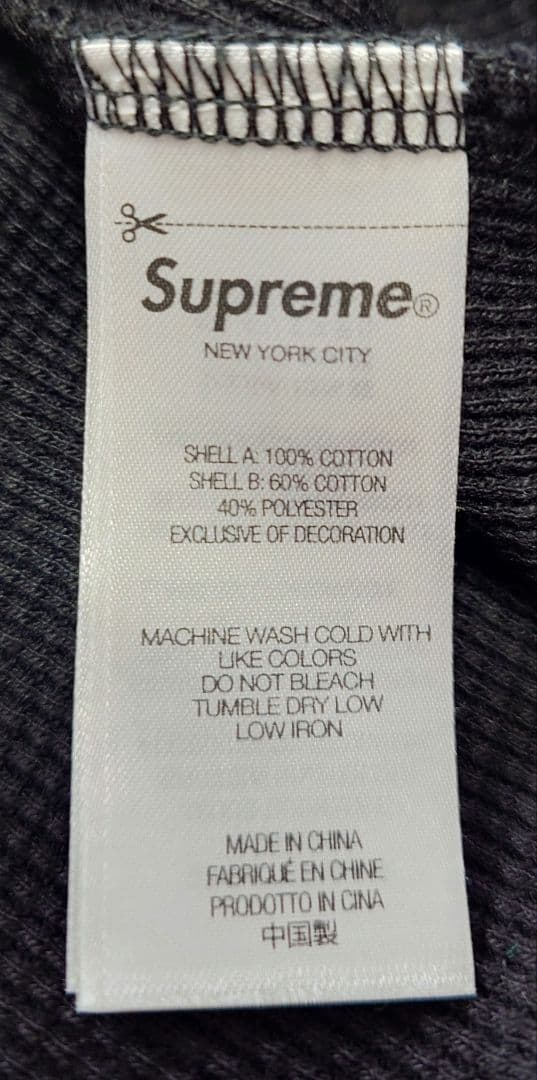 Supreme®
NEW YORK CITY
SHELL A: 100% COTTON
SHELL B: 60% COTTON
40% POLYESTER
EXCLUSIVE OF DECORATION
MACHINE WASH COLD WITH
LIKE COLORS
DO NOT BLEACH
TUMBLE DRY LOW
LOW IRON
MADE IN CHINA
FABRIQUÉ EN CHINE
PRODOTTO IN CINA
中国製